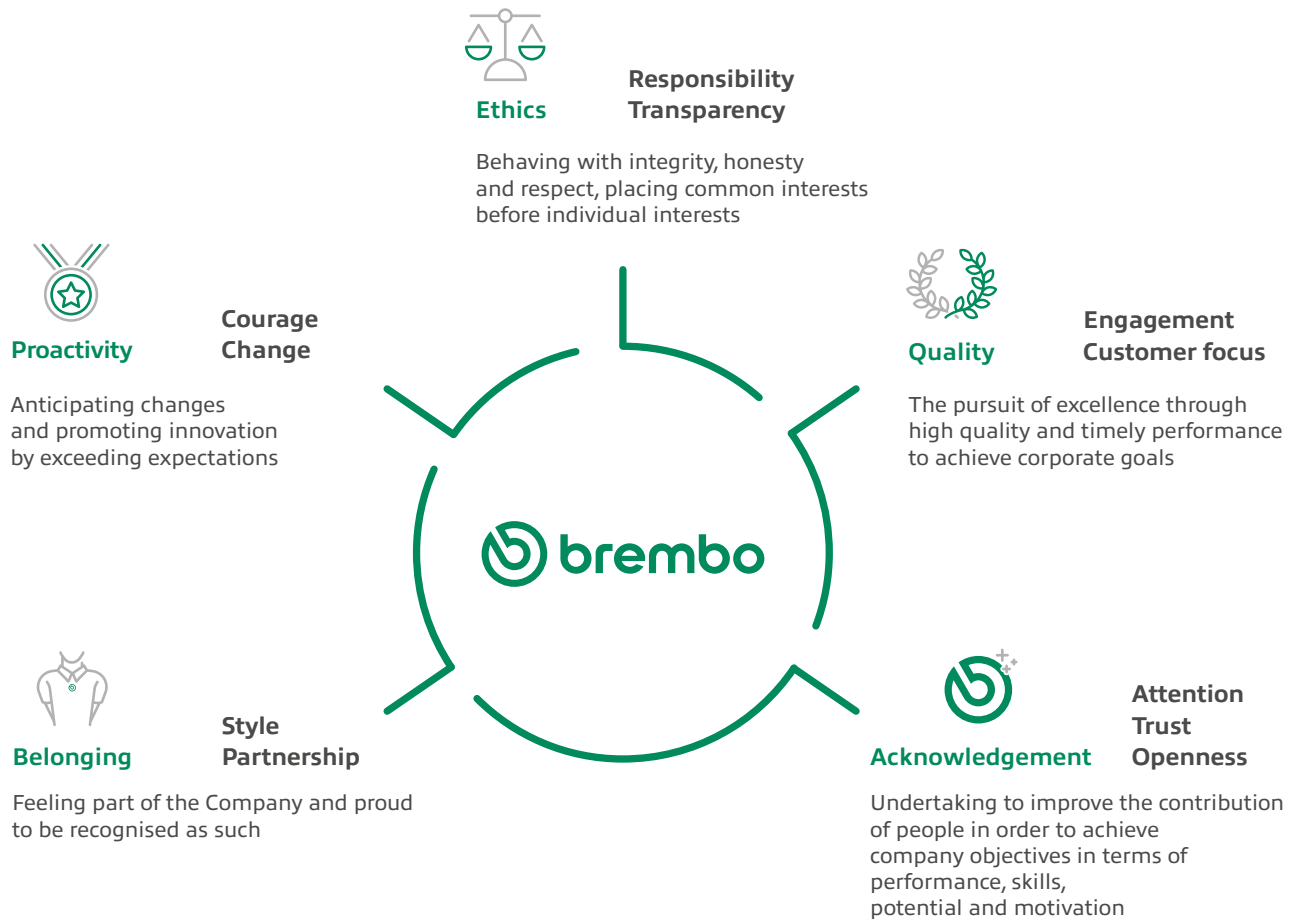 Ethics
Responsibility
Transparency
Behaving with integrity, honesty
and respect, placing common interests
before individual interests
Proactivity
Courage
Change
Anticipating changes
and promoting innovation
by exceeding expectations
Quality
Engagement
Customer focus
The pursuit of excellence through
high quality and timely performance
to achieve corporate goals
brembo
Belonging
Style
Partnership
Feeling part of the Company and proud
to be recognised as such
Acknowledgement
Attention
Trust
Openness
Undertaking to improve the contribution
of people in order to achieve
company objectives in terms of
performance, skills,
potential and motivation